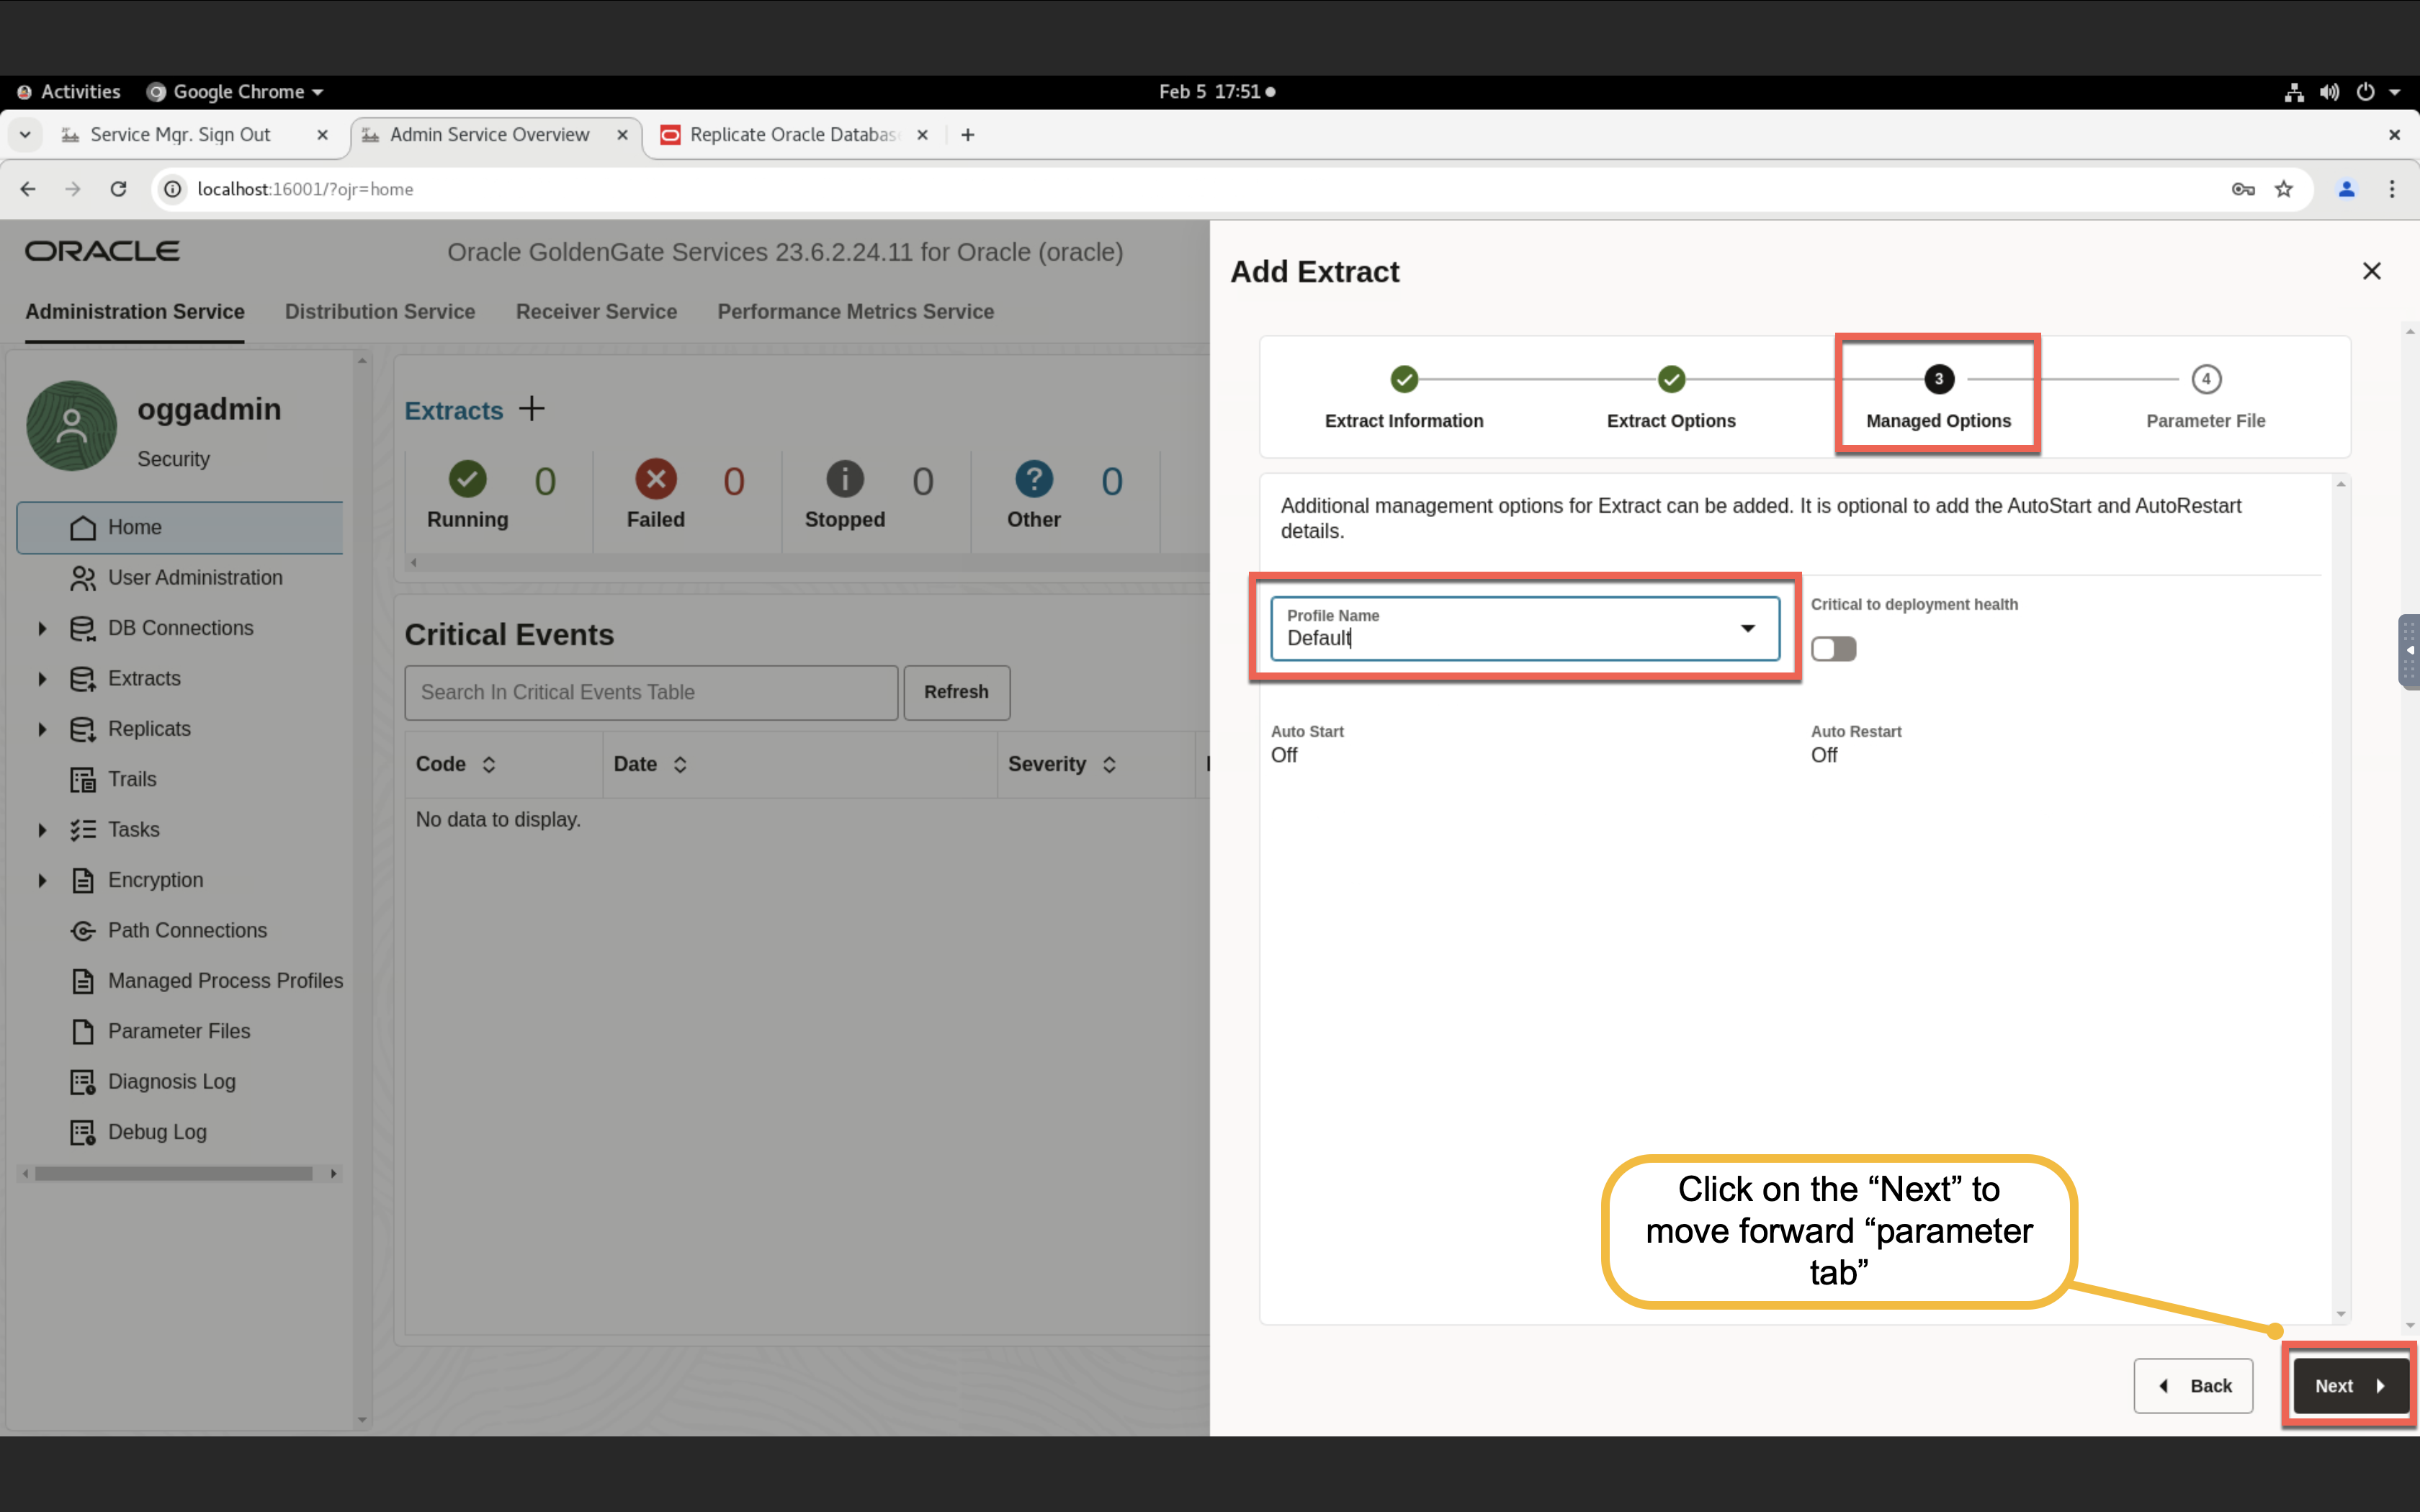 Activities
Google Chrome
Feb 5 17:51
Service Mgr. Sign Out
Admin Service Overview
Replicate Oracle Databas
localhost:16001/?ojr=home
ORACLE
Oracle GoldenGate Services 23.6.2.24.11 for Oracle (oracle)
Administration Service
Distribution Service
Receiver Service
Performance Metrics Service
oggadmin
Security
Home
User Administration
DB Connections
Extracts
Replicats
Trails
Tasks
Encryption
Path Connections
Managed Process Profiles
Parameter Files
Diagnosis Log
Debug Log
Extracts
0
Running
0
Failed
0
Stopped
0
Other
Critical Events
Search In Critical Events Table
Refresh
Code
Date
Severity
No data to display.
Add Extract
Extract Information
Extract Options
3
Managed Options
4
Parameter File
Additional management options for Extract can be added. It is optional to add the AutoStart and AutoRestart
details.
Profile Name
Default
Critical to deployment health
Auto Start
Off
Auto Restart
Off
Click on the “Next” to
move forward “parameter
tab”
Back
Next